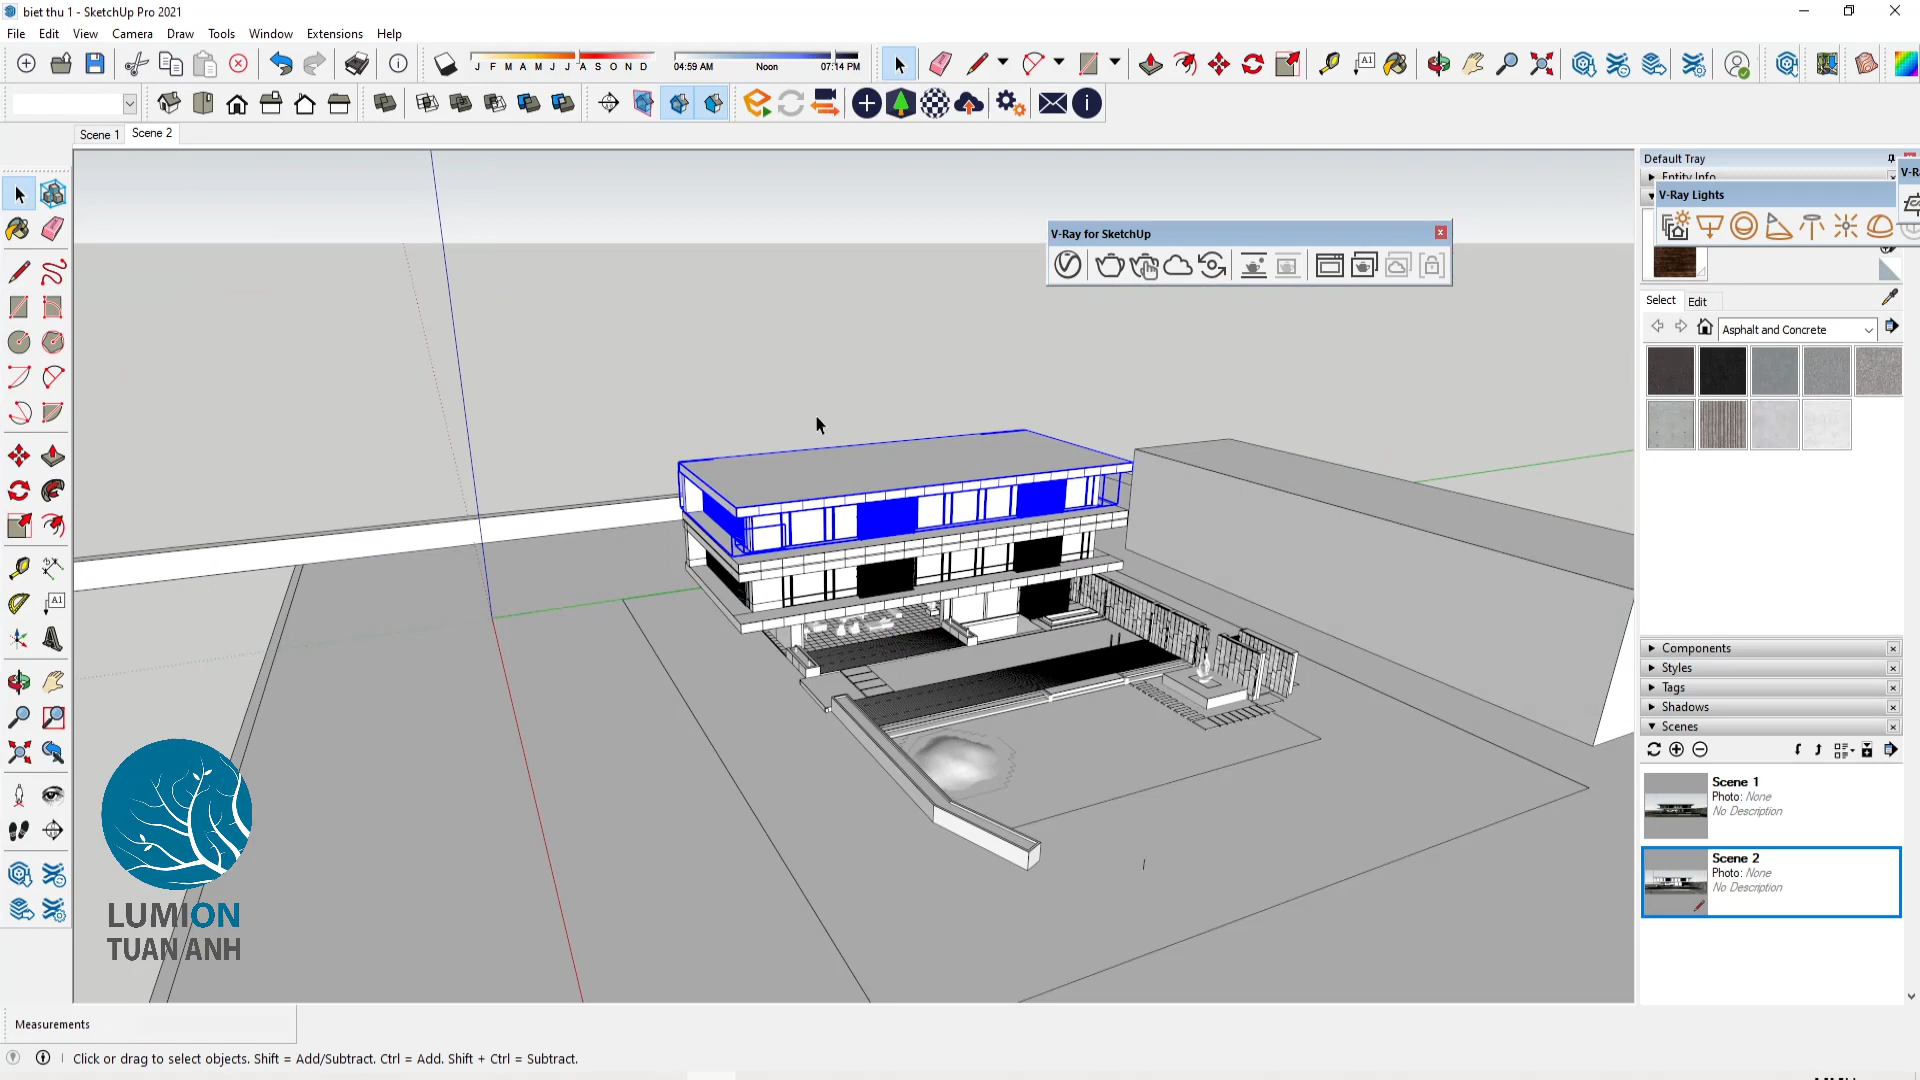 biet thu 1 - SketchUp Pro 2021
File Edit View Camera Draw Tools Window Extensions Help
J F M A M J J A S O N D 04:59 AM Noon 07:14 PM A1
Scene 1 Scene 2
Default Tray
Entity Info
V-Ray Lights
V-Ray for SketchUp
Select Edit
Asphalt and Concrete
A1
Components
Styles
Tags
Shadows
Scenes
Scene 1
Photo: None
No Description
Scene 2
Photo: None
No Description
LUMION
TUAN ANH
Measurements
Click or drag to select objects. Shift = Add/Subtract. Ctrl = Add. Shift + Ctrl = Subtract.